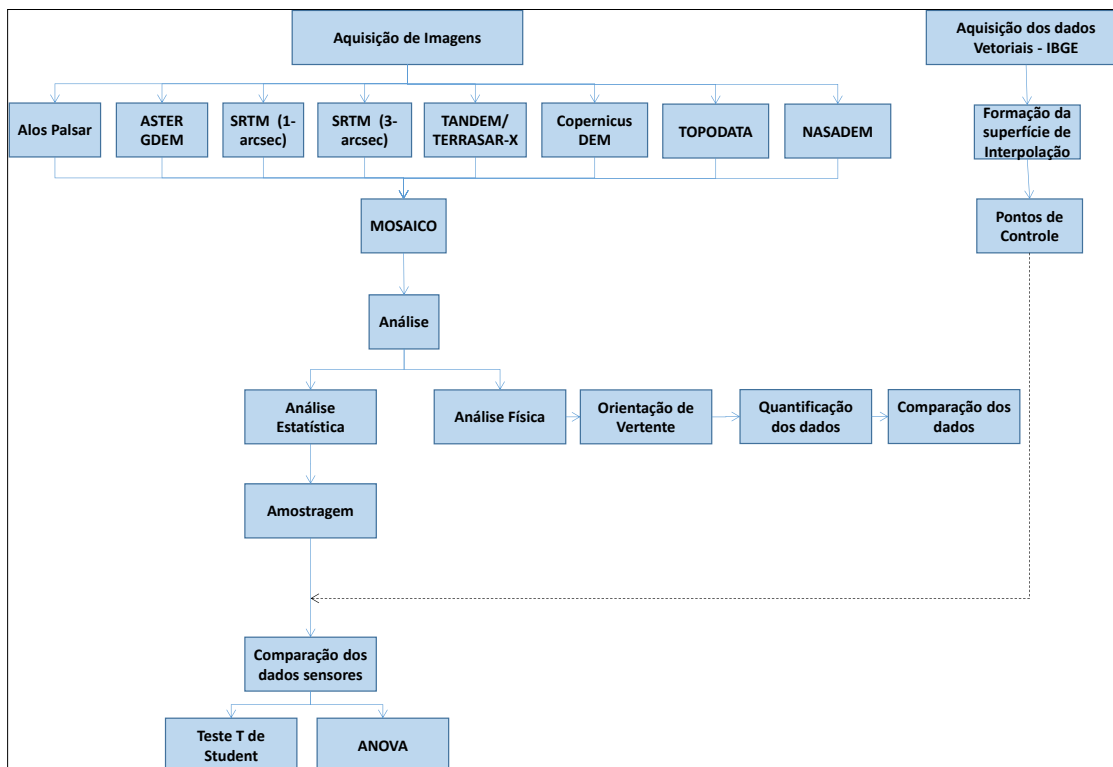 Aquisição de Imagens
Aquisição dos dados
Vetoriais - IBGE
Alos Palsar
ASTER
GDEM
SRTM (1-
arcsec)
SRTM (3-
arcsec)
TANDEM/
TERRASAR-X
Copernicus
DEM
TOPODATA
NASADEM
Formação da
superfície de
Interpolação
MOSAICO
Pontos de
Controle
Análise
Análise
Estatística
Análise Física
Orientação de
Vertente
Quantificação
dos dados
Comparação dos
dados
Amostragem
Comparação dos
dados sensores
Teste T de
Student
ANOVA